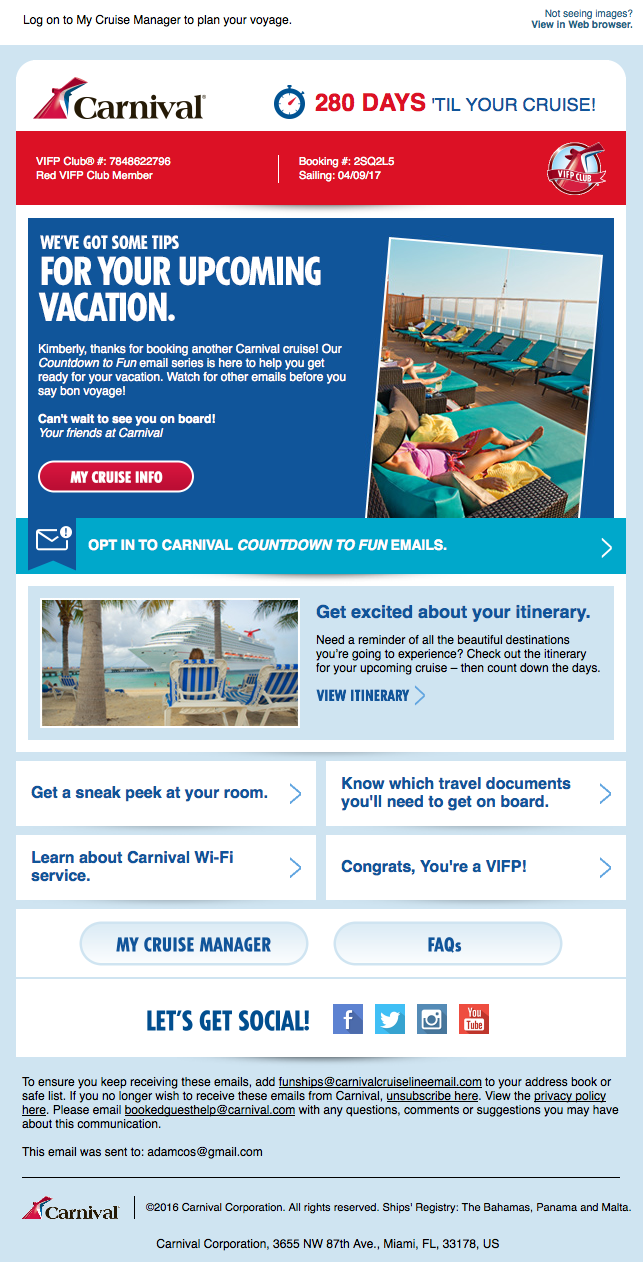 Log on to My Cruise Manager to plan your voyage.
Not seeing images?
View in Web browser.
Carnival®
280 DAYS 'TIL YOUR CRUISE!
VIFP Club® #: 7848622796
Red VIFP Club Member
Booking #: 2SQ2L5
Sailing: 04/09/17
VIFP CLUB
WE'VE GOT SOME TIPS
FOR YOUR UPCOMING
VACATION.
Kimberly, thanks for booking another Carnival cruise! Our
Countdown to Fun email series is here to help you get
ready for your vacation. Watch for other emails before you
say bon voyage!
Can't wait to see you on board!
Your friends at Carnival
MY CRUISE INFO
OPT IN TO CARNIVAL COUNTDOWN TO FUN EMAILS.
Get excited about your itinerary.
Need a reminder of all the beautiful destinations
you're going to experience? Check out the itinerary
for your upcoming cruise – then count down the days.
VIEW ITINERARY
Get a sneak peek at your room.
Know which travel documents
you'll need to get on board.
Learn about Carnival Wi-Fi
service.
Congrats, You're a VIFP!
MY CRUISE MANAGER
FAQs
LET'S GET SOCIAL!
You
Tube
To ensure you keep receiving these emails, add funships@carnivalcruiselineemail.com to your address book or
safe list. If you no longer wish to receive these emails from Carnival, unsubscribe here. View the privacy policy
here. Please email bookedguesthelp@carnival.com with any questions, comments or suggestions you may have
about this communication.
This email was sent to: adamcos@gmail.com
Carnival
©2016 Carnival Corporation. All rights reserved. Ships' Registry: The Bahamas, Panama and Malta.
Carnival Corporation, 3655 NW 87th Ave., Miami, FL, 33178, US